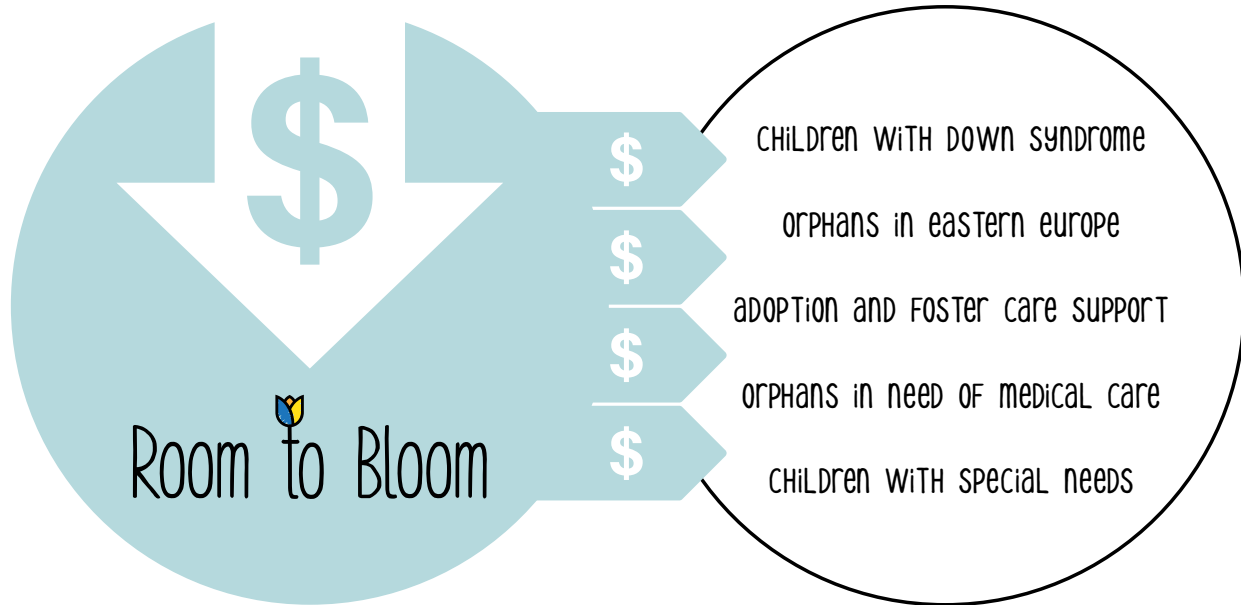 $
Room to Bloom
$
$
$
$
CHILDREN WITH DOWN SYNDROME
ORPHANS IN EASTERN EUROPE
ADOPTION AND FOSTER CARE SUPPORT
ORPHANS IN NEED OF MEDICAL CARE
CHILDREN WITH SPECIAL NEEDS